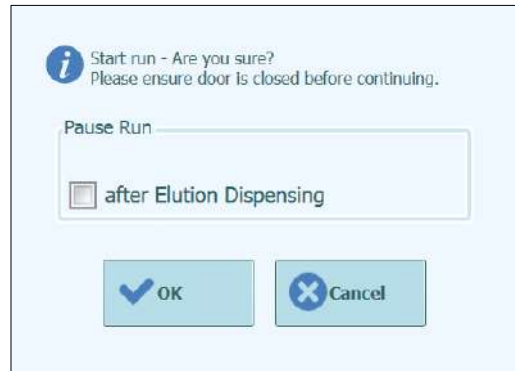 Start run - Are you sure?
Please ensure door is closed before continuing.
Pause Run
after Elution Dispensing
OK
Cancel